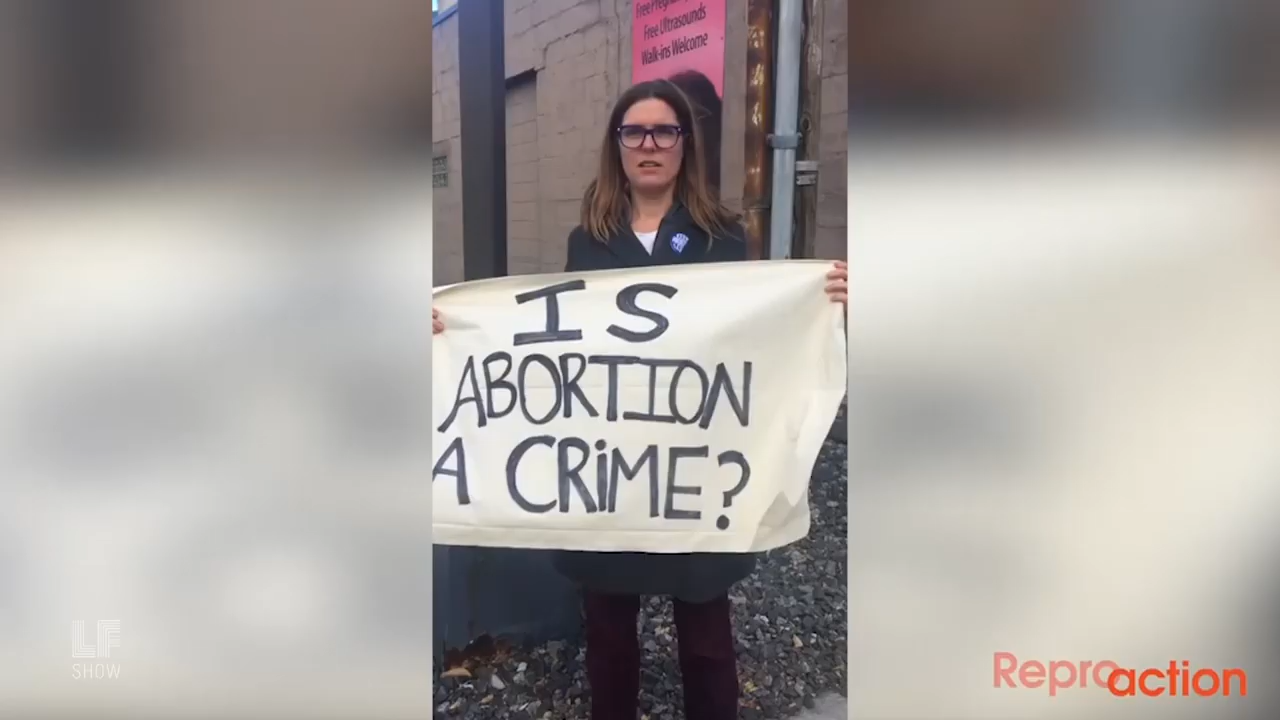 Free Ultrasounds
Walk-ins Welcome
IS
ABORTION
A CRiME?
LF
SHOW
Reproaction